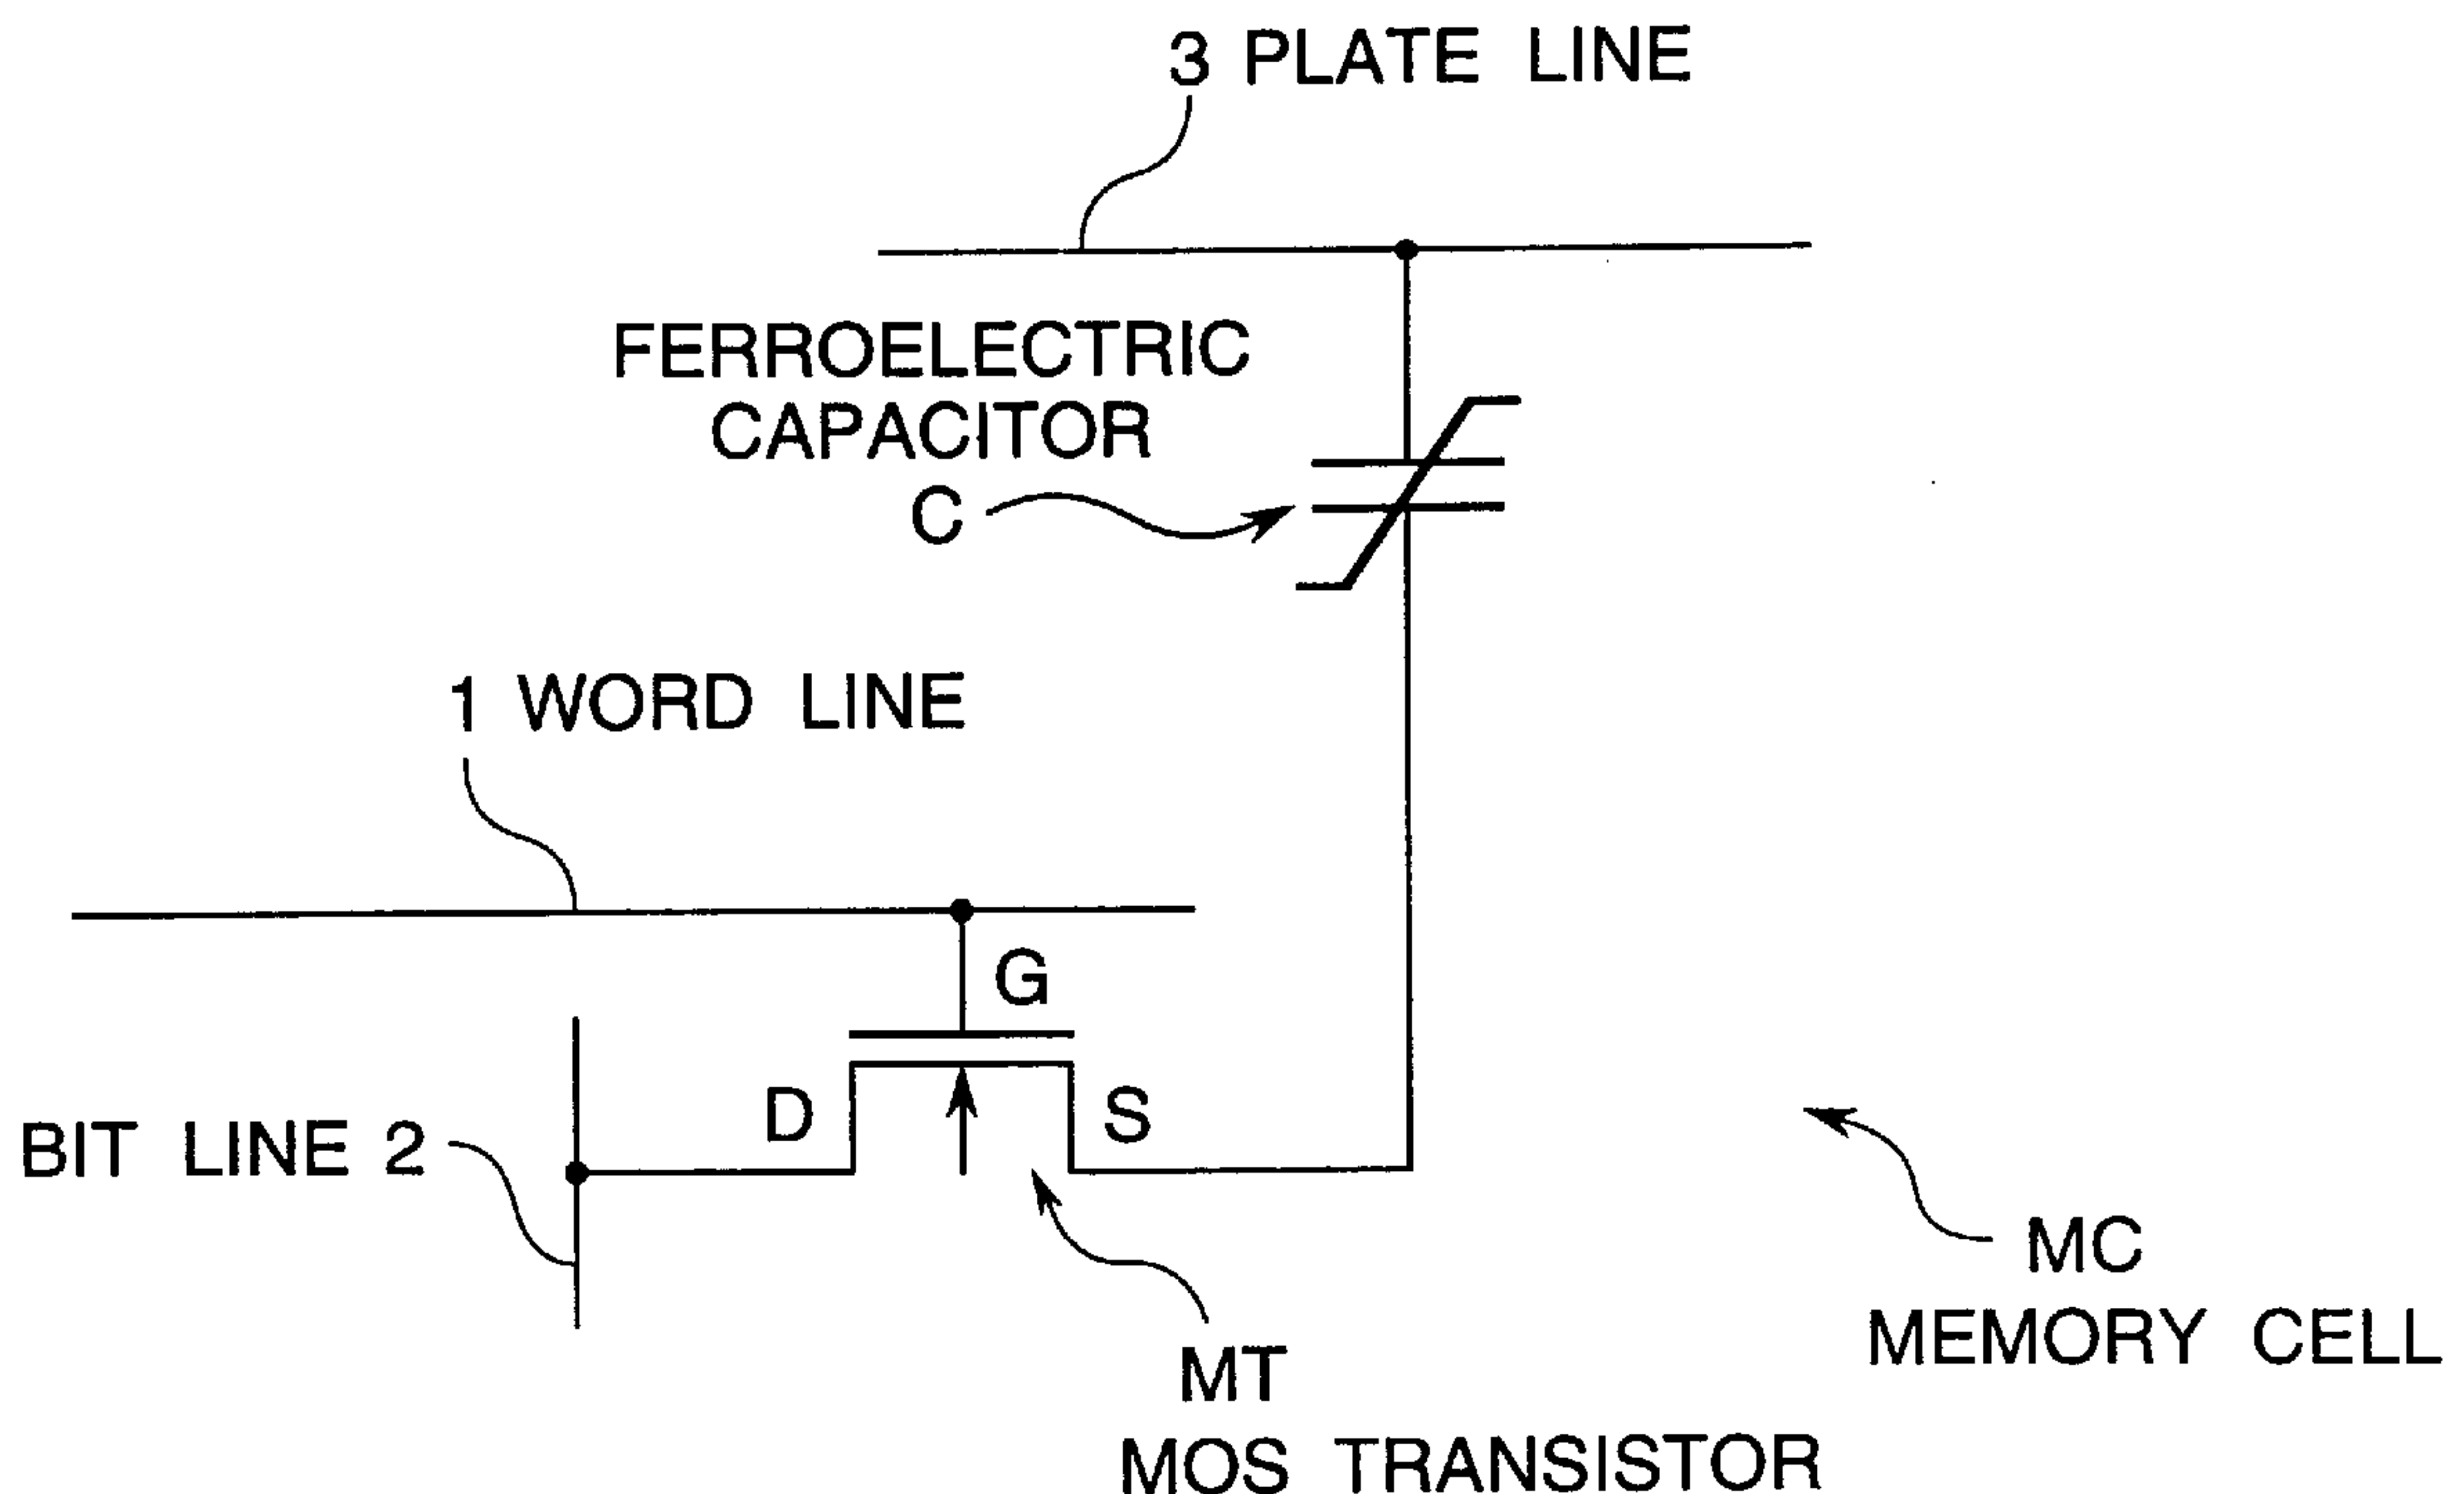 3 PLATE LINE
FERROELECTRIC
CAPACITOR
C
1 WORD LINE
G
D
S
BIT LINE 2
MC
MEMORY CELL
MT
MOS TRANSISTOR